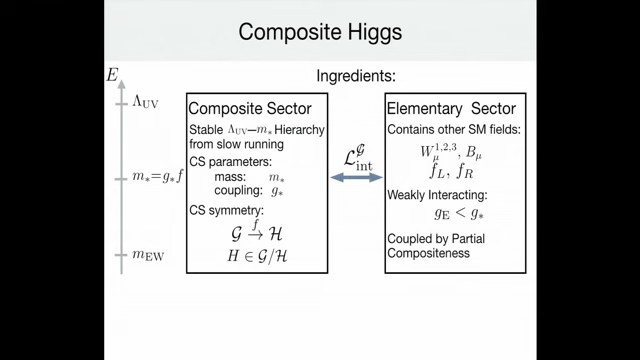 Composite Higgs
E
Ingredients:
Λ_UV
m_* = g_* f
m_EW
Composite Sector
Stable Λ_UV–m_* Hierarchy
from slow running
CS parameters:
mass: m_*
coupling: g_*
CS symmetry:
𝒢 →^f ℋ
H ∈ 𝒢/ℋ
ℒ_int^𝒢
Elementary Sector
Contains other SM fields:
W_μ^{1,2,3}, B_μ
f_L, f_R
Weakly Interacting:
g_E < g_*
Coupled by Partial
Compositeness